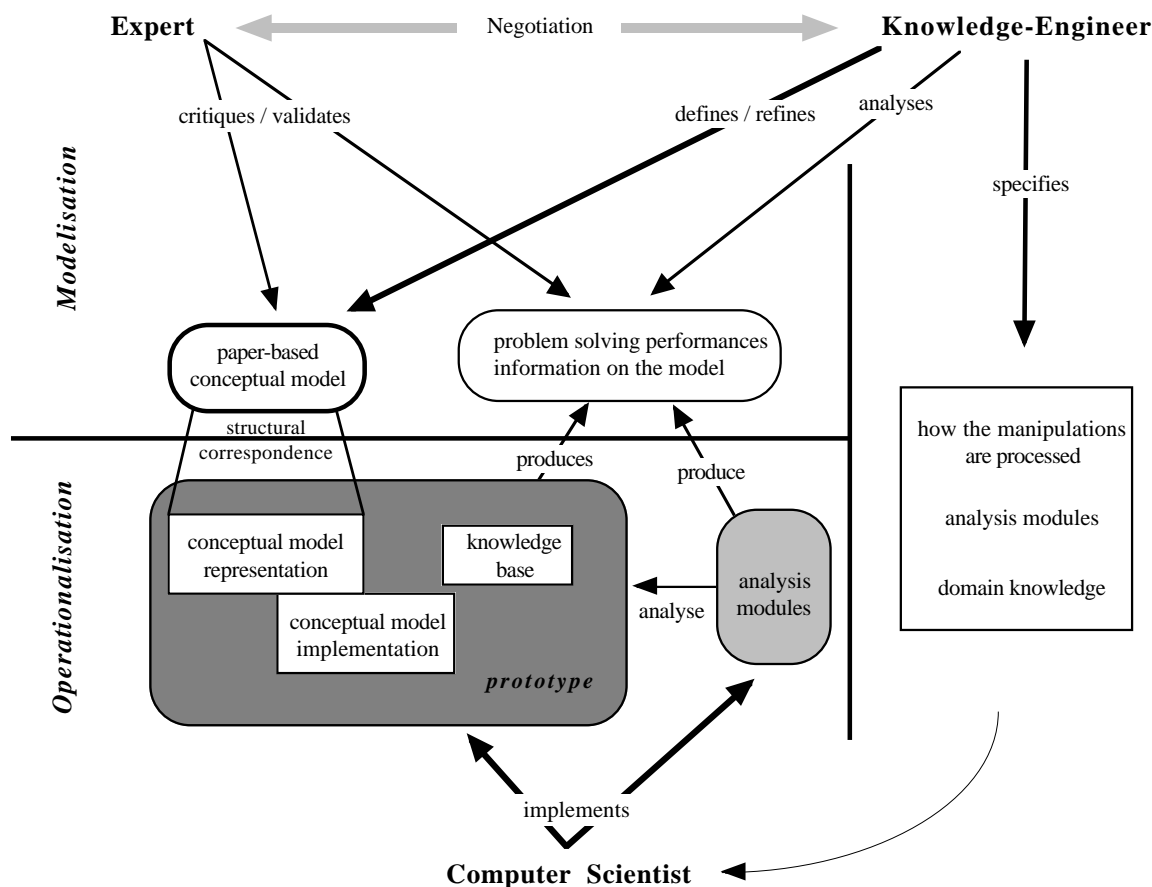 Expert
Negotiation
Knowledge-Engineer
critiques / validates
defines / refines
analyses
specifies
Modelisation
paper-based
conceptual model
problem solving performances
information on the model
structural
correspondence
produces
produce
how the manipulations
are processed
analysis modules
domain knowledge
Operationalisation
conceptual model
representation
knowledge
base
conceptual model
implementation
prototype
analyse
analysis
modules
implements
Computer Scientist